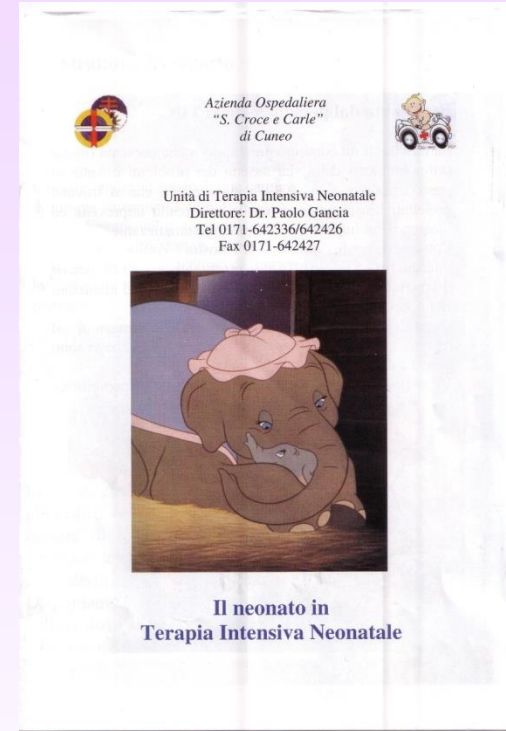 Azienda Ospedaliera
“S. Croce e Carle”
di Cuneo
Unità di Terapia Intensiva Neonatale
Direttore: Dr. Paolo Gancia
Tel 0171-642336/642426
Fax 0171-642427
Il neonato in
Terapia Intensiva Neonatale